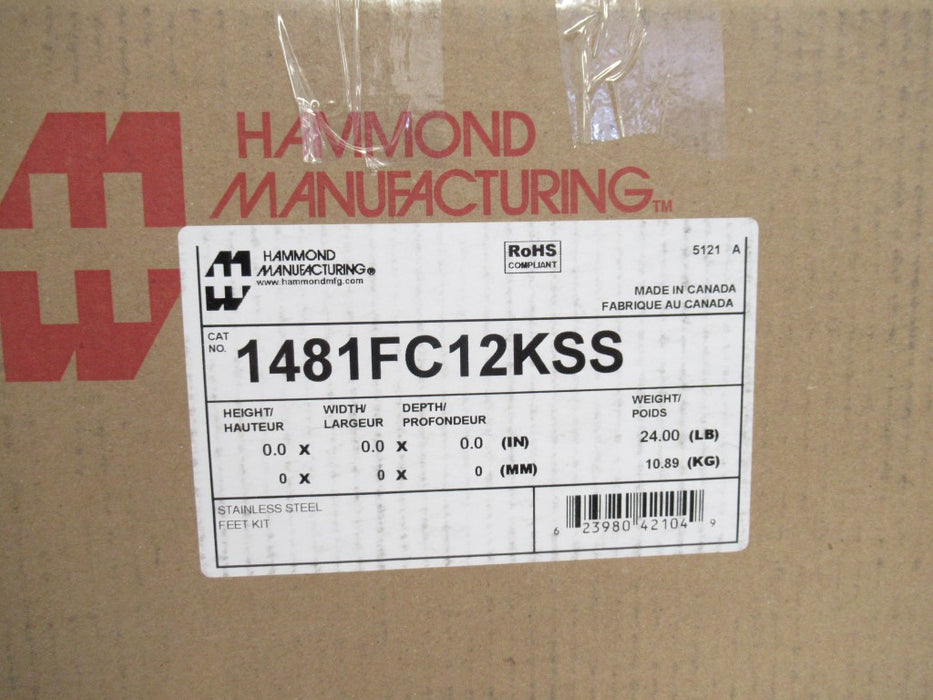 HAMMOND
MANUFACTURING™
HAMMOND
MANUFACTURING®
www.hammondmfg.com
RoHS
COMPLIANT
5121 A
MADE IN CANADA
FABRIQUE AU CANADA
CAT
NO.
1481FC12KSS
HEIGHT/
HAUTEUR
WIDTH/
LARGEUR
DEPTH/
PROFONDEUR
WEIGHT/
POIDS
0.0 X 0.0 X 0.0 (IN) 24.00 (LB)
0 X 0 X 0 (MM) 10.89 (KG)
STAINLESS STEEL
FEET KIT
6 23980 42104 9